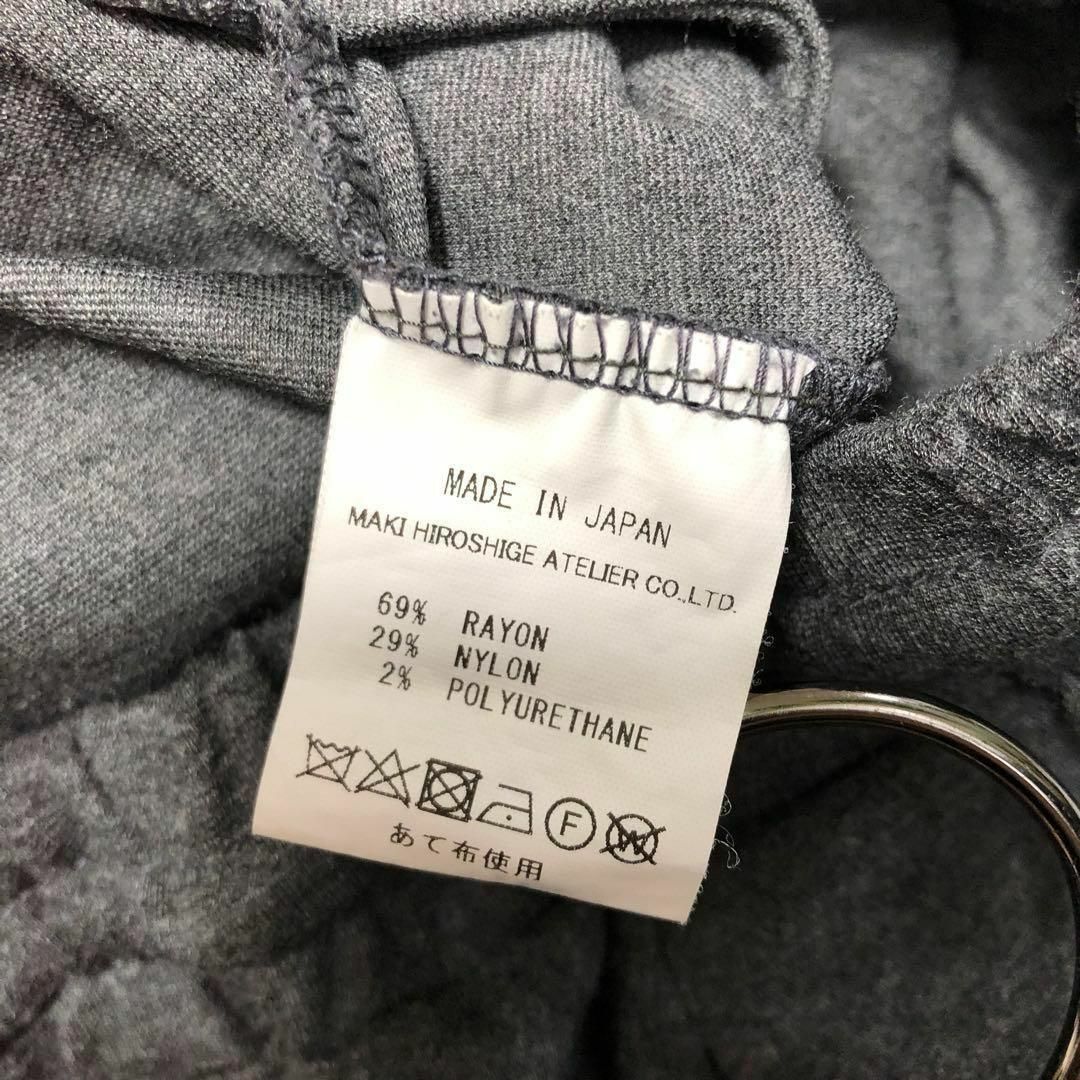 MADE IN JAPAN
MAKI HIROSHIGE ATELIER CO.,LTD.
69% RAYON
29% NYLON
2% POLYURETHANE
F W
あて布使用